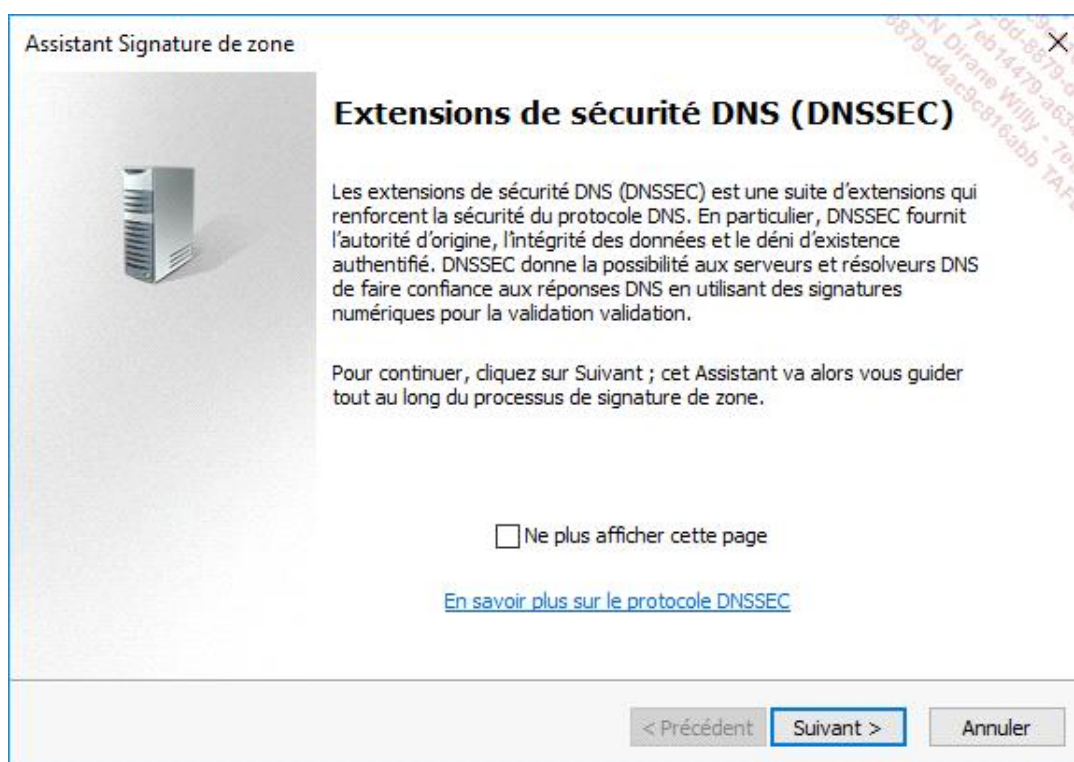 Assistant Signature de zone
Extensions de sécurité DNS (DNSSEC)
Les extensions de sécurité DNS (DNSSEC) est une suite d'extensions qui
renforcent la sécurité du protocole DNS. En particulier, DNSSEC fournit
l'autorité d'origine, l'intégrité des données et le déni d'existence
authentifié. DNSSEC donne la possibilité aux serveurs et résolveurs DNS
de faire confiance aux réponses DNS en utilisant des signatures
numériques pour la validation validation.
Pour continuer, cliquez sur Suivant ; cet Assistant va alors vous guider
tout au long du processus de signature de zone.
Ne plus afficher cette page
En savoir plus sur le protocole DNSSEC
< Précédent
Suivant >
Annuler